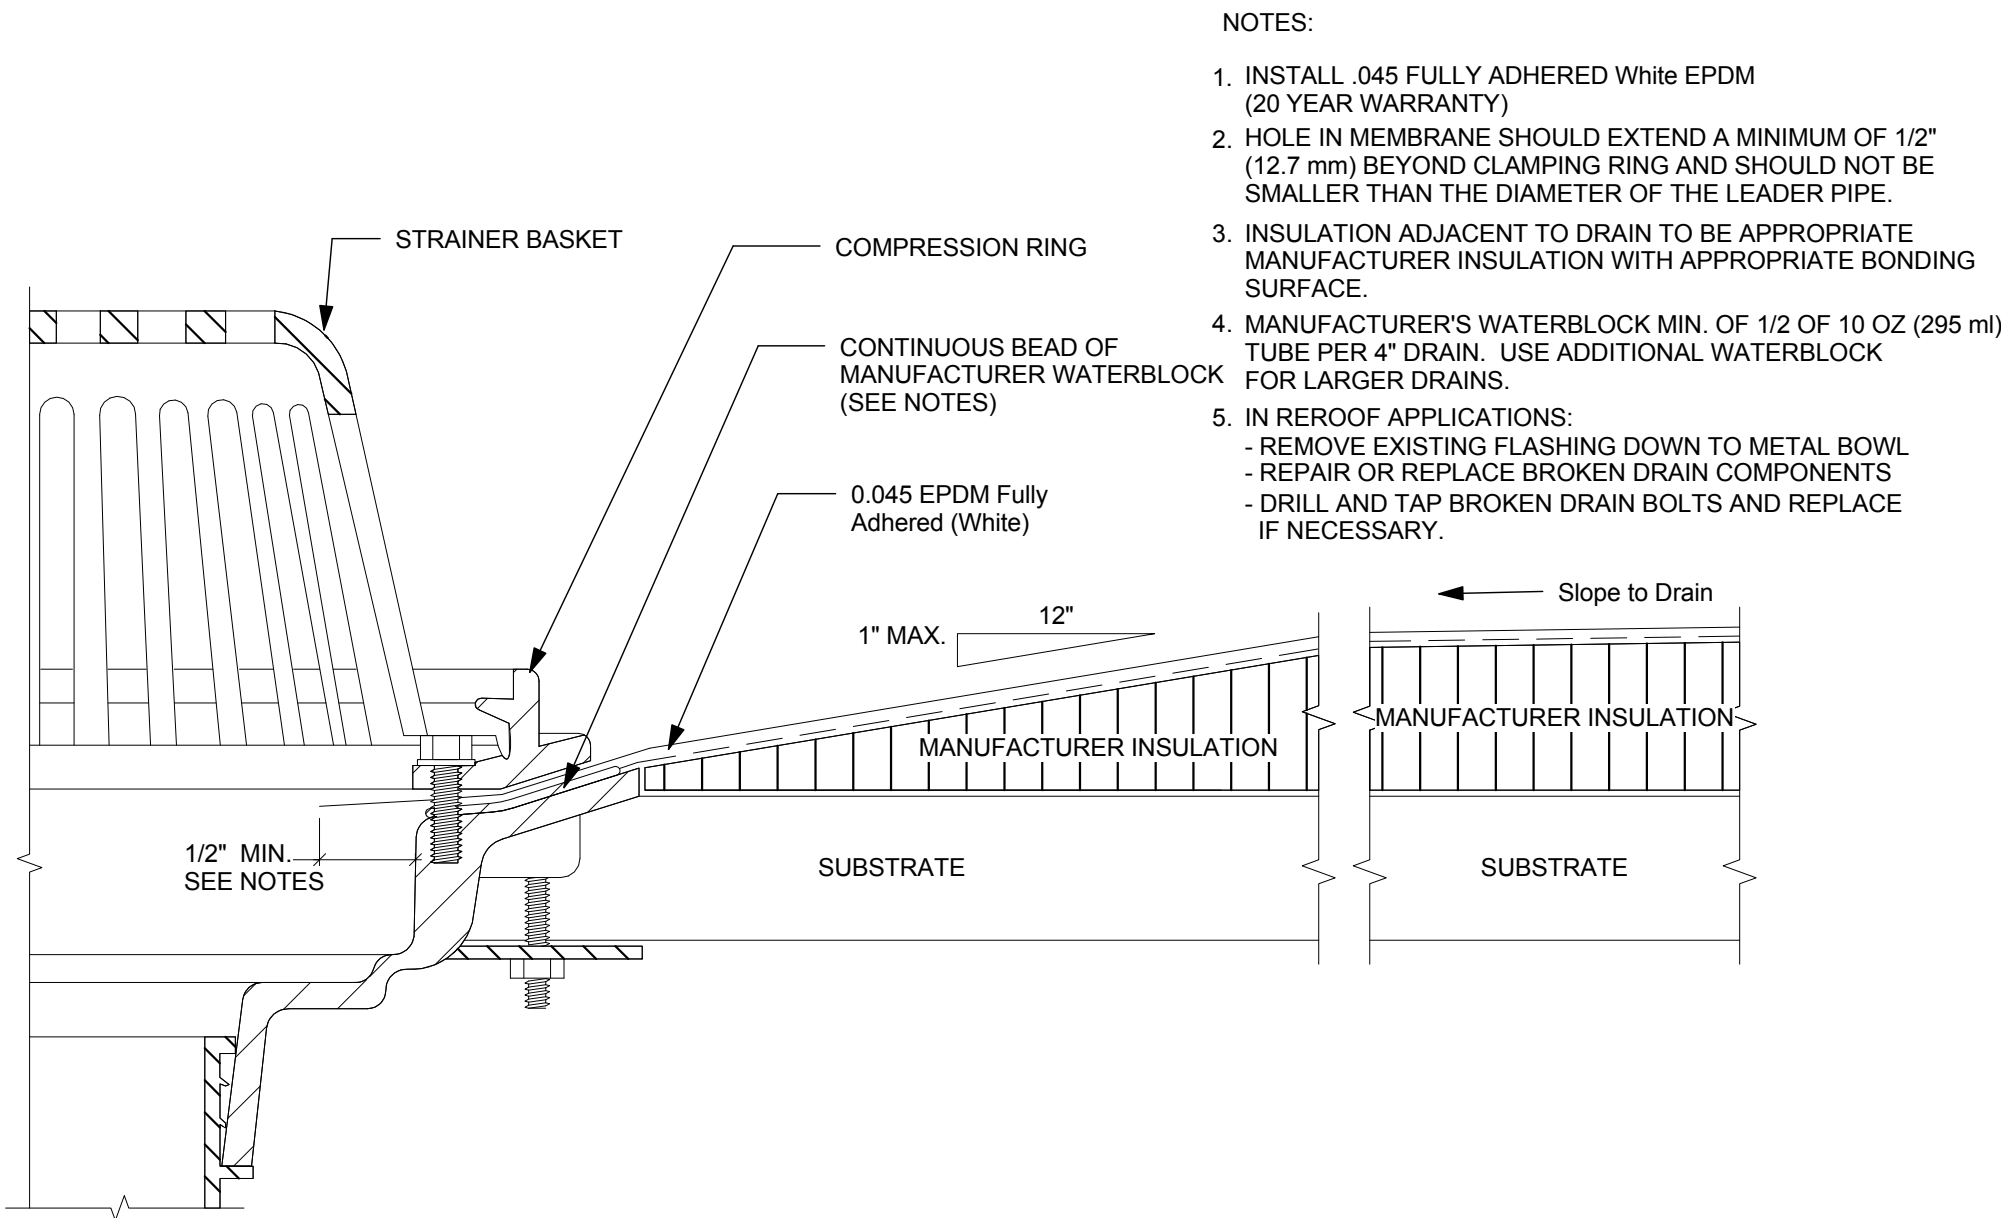 NOTES:
1. INSTALL .045 FULLY ADHERED White EPDM
(20 YEAR WARRANTY)
2. HOLE IN MEMBRANE SHOULD EXTEND A MINIMUM OF 1/2"
(12.7 mm) BEYOND CLAMPING RING AND SHOULD NOT BE
SMALLER THAN THE DIAMETER OF THE LEADER PIPE.
3. INSULATION ADJACENT TO DRAIN TO BE APPROPRIATE
MANUFACTURER INSULATION WITH APPROPRIATE BONDING
SURFACE.
4. MANUFACTURER'S WATERBLOCK MIN. OF 1/2 OF 10 OZ (295 ml)
TUBE PER 4" DRAIN. USE ADDITIONAL WATERBLOCK
FOR LARGER DRAINS.
5. IN REROOF APPLICATIONS:
- REMOVE EXISTING FLASHING DOWN TO METAL BOWL
- REPAIR OR REPLACE BROKEN DRAIN COMPONENTS
- DRILL AND TAP BROKEN DRAIN BOLTS AND REPLACE
IF NECESSARY.
STRAINER BASKET
COMPRESSION RING
CONTINUOUS BEAD OF
MANUFACTURER WATERBLOCK
(SEE NOTES)
0.045 EPDM Fully
Adhered (White)
Slope to Drain
12"
1" MAX.
MANUFACTURER INSULATION
MANUFACTURER INSULATION
1/2" MIN.
SEE NOTES
SUBSTRATE
SUBSTRATE